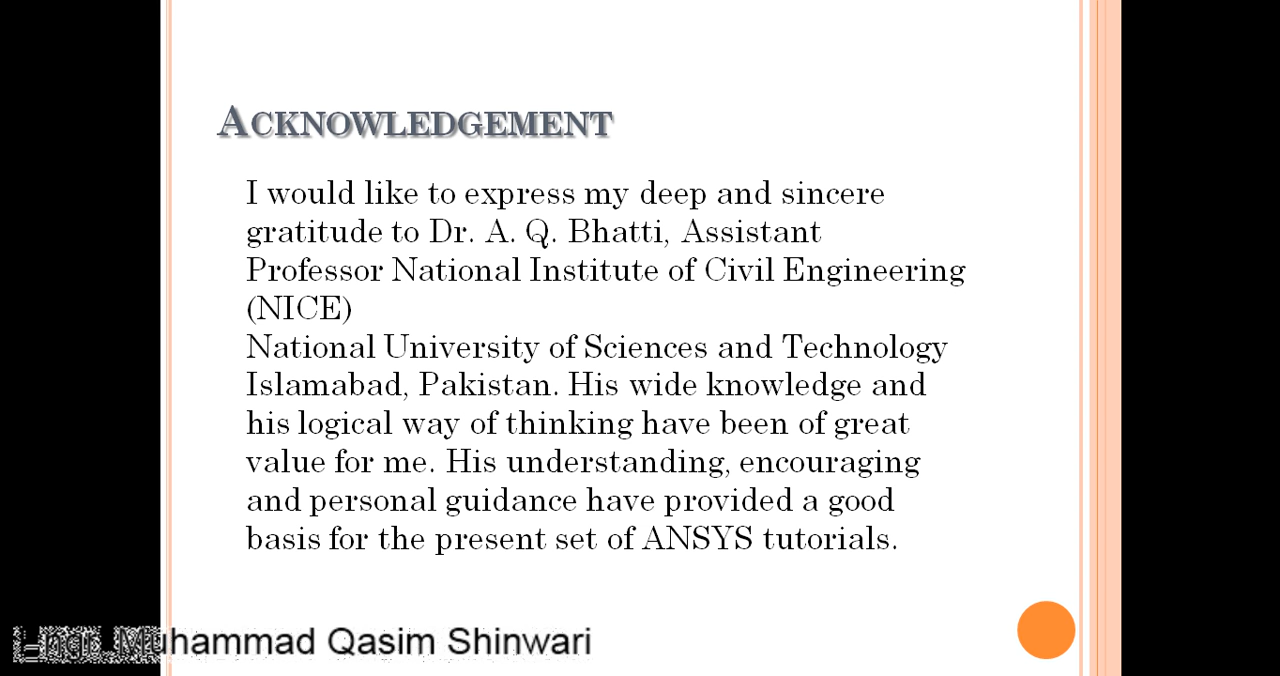 ACKNOWLEDGEMENT
I would like to express my deep and sincere
gratitude to Dr. A. Q. Bhatti, Assistant
Professor National Institute of Civil Engineering
(NICE)
National University of Sciences and Technology
Islamabad, Pakistan. His wide knowledge and
his logical way of thinking have been of great
value for me. His understanding, encouraging
and personal guidance have provided a good
basis for the present set of ANSYS tutorials.
Engr. Muhammad Qasim Shinwari